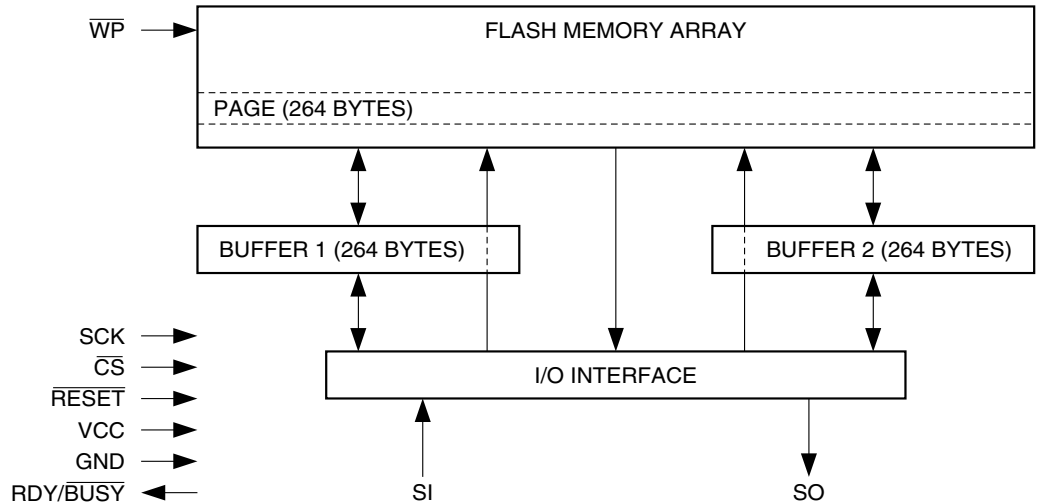 WP
FLASH MEMORY ARRAY
PAGE (264 BYTES)
BUFFER 1 (264 BYTES)
BUFFER 2 (264 BYTES)
SCK
CS
RESET
VCC
GND
RDY/BUSY
I/O INTERFACE
SI
SO